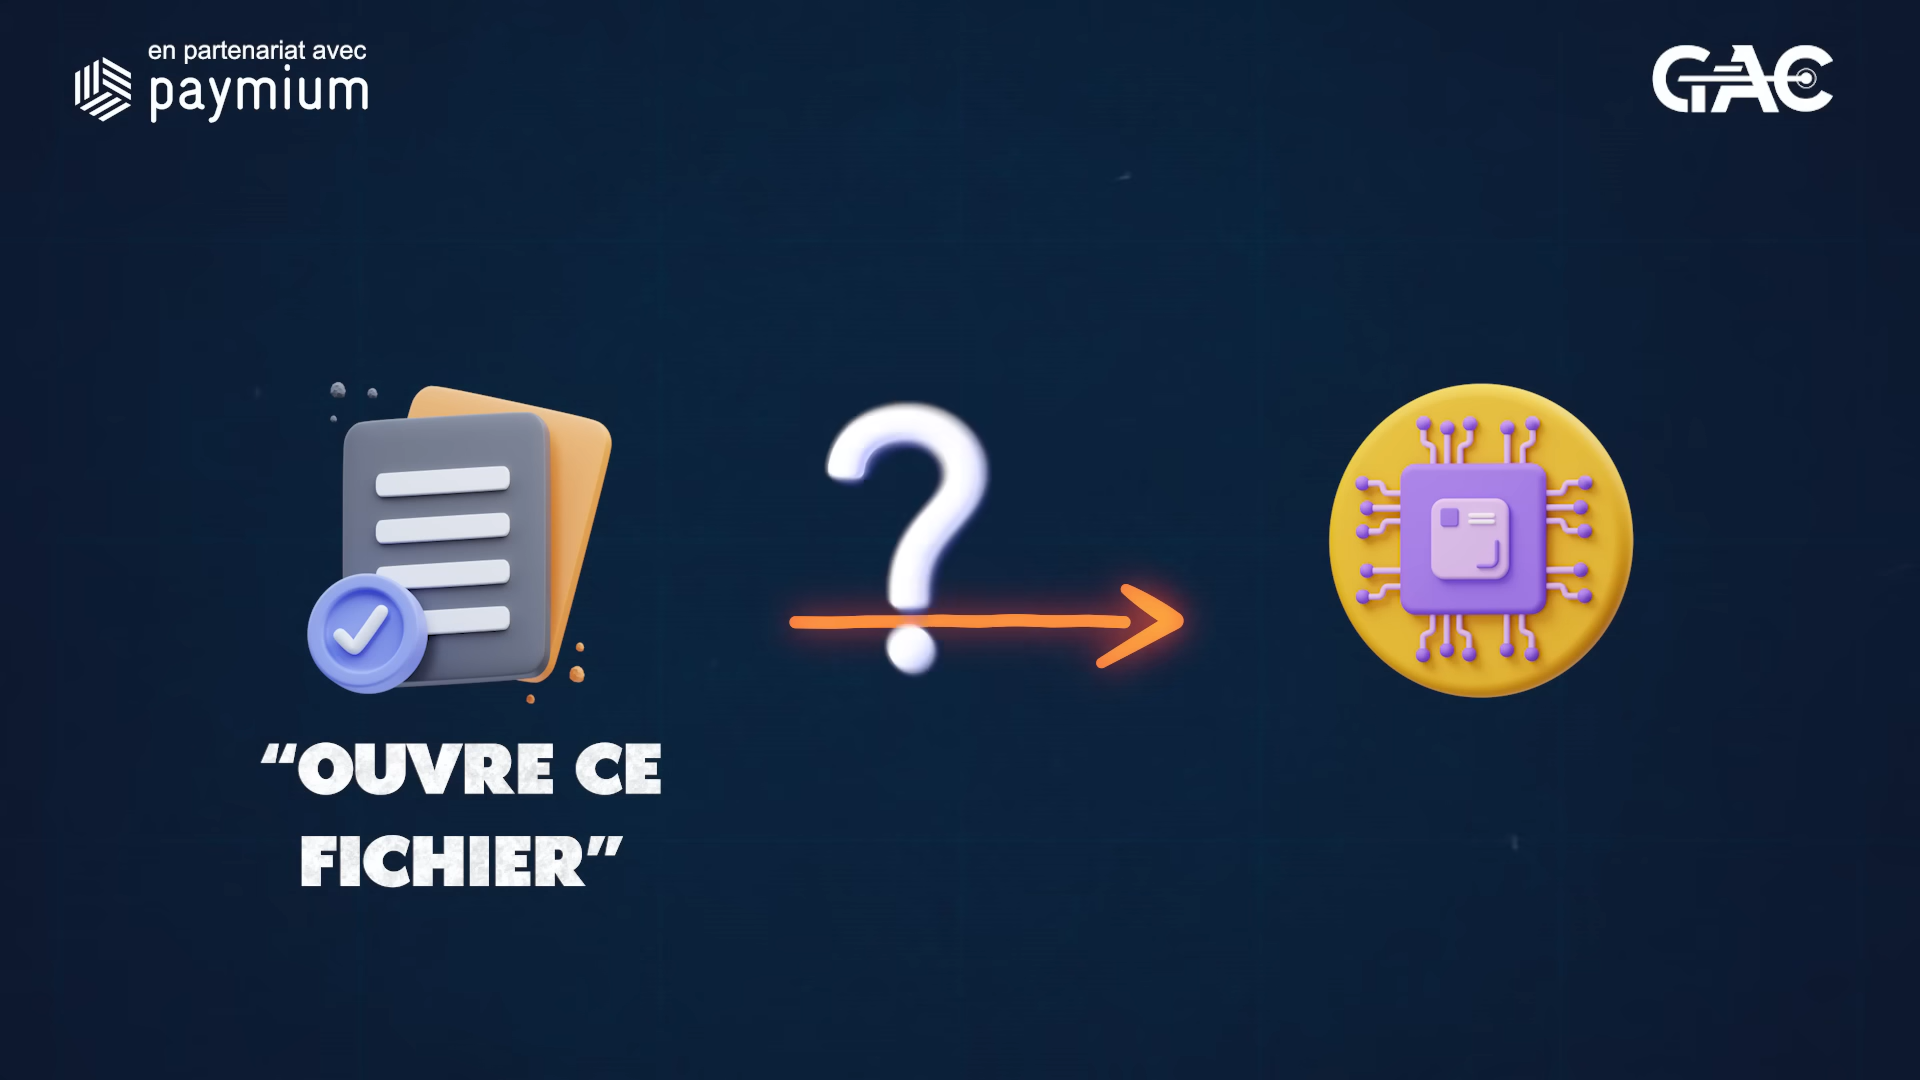 en partenariat avec
paymium
GAC
?
“OUVRE CE
FICHIER”